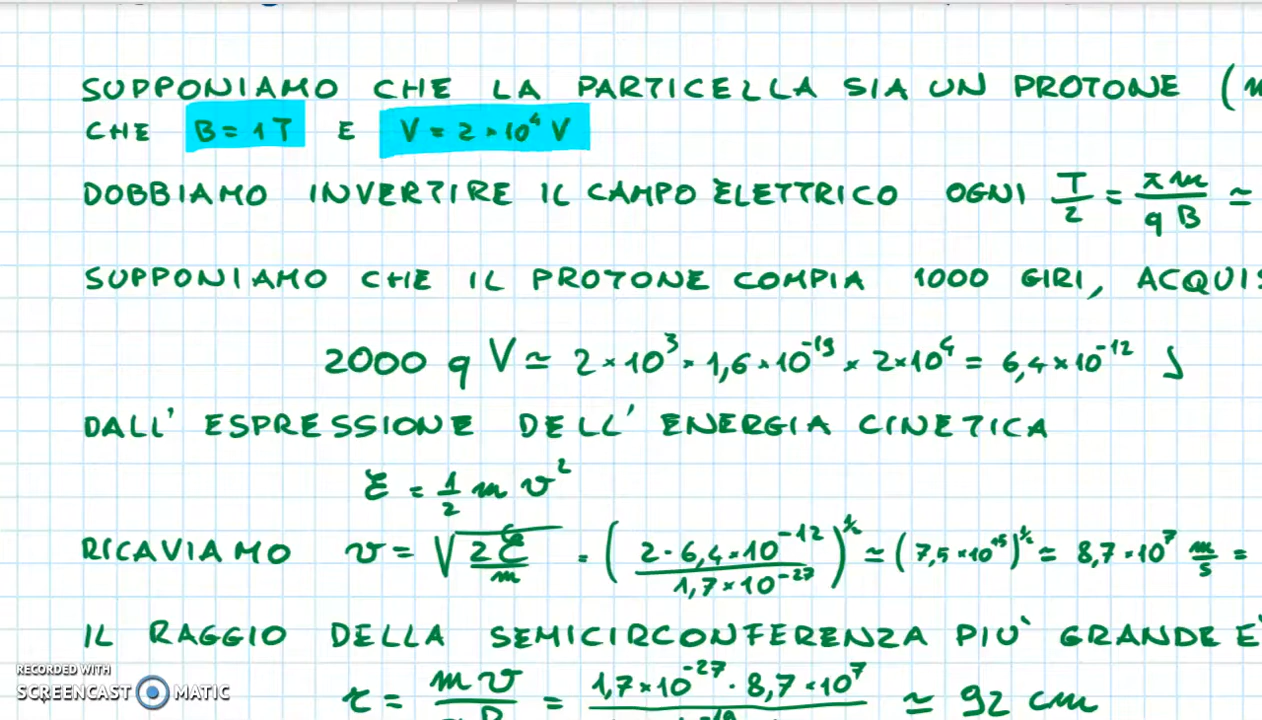 SUPPONIAMO CHE LA PARTICELLA SIA UN PROTONE (
CHE B = 1 T E V = 2 × 10⁴ V
DOBBIAMO INVERTIRE IL CAMPO ELETTRICO OGNI T/2 = πm/qB ≃
SUPPONIAMO CHE IL PROTONE COMPIA 1000 GIRI, ACQUIS
2000 q V ≃ 2 × 10³ × 1,6 × 10⁻¹⁹ × 2 × 10⁴ = 6,4 × 10⁻¹² J
DALL' ESPRESSIONE DELL' ENERGIA CINETICA
Ɛ = 1/2 m v²
RICAVIAMO v = √(2Ɛ/m) = (2 · 6,4 · 10⁻¹² / 1,7 × 10⁻²⁷)^½ ≃ (7,5 × 10¹⁵)^½ ≃ 8,7 · 10⁷ m/s =
IL RAGGIO DELLA SEMICIRCONFERENZA PIÙ GRANDE E'
r = mv/qB = 1,7 × 10⁻²⁷ · 8,7 × 10⁷ / ≃ 92 cm
RECORDED WITH
SCREENCAST MATIC